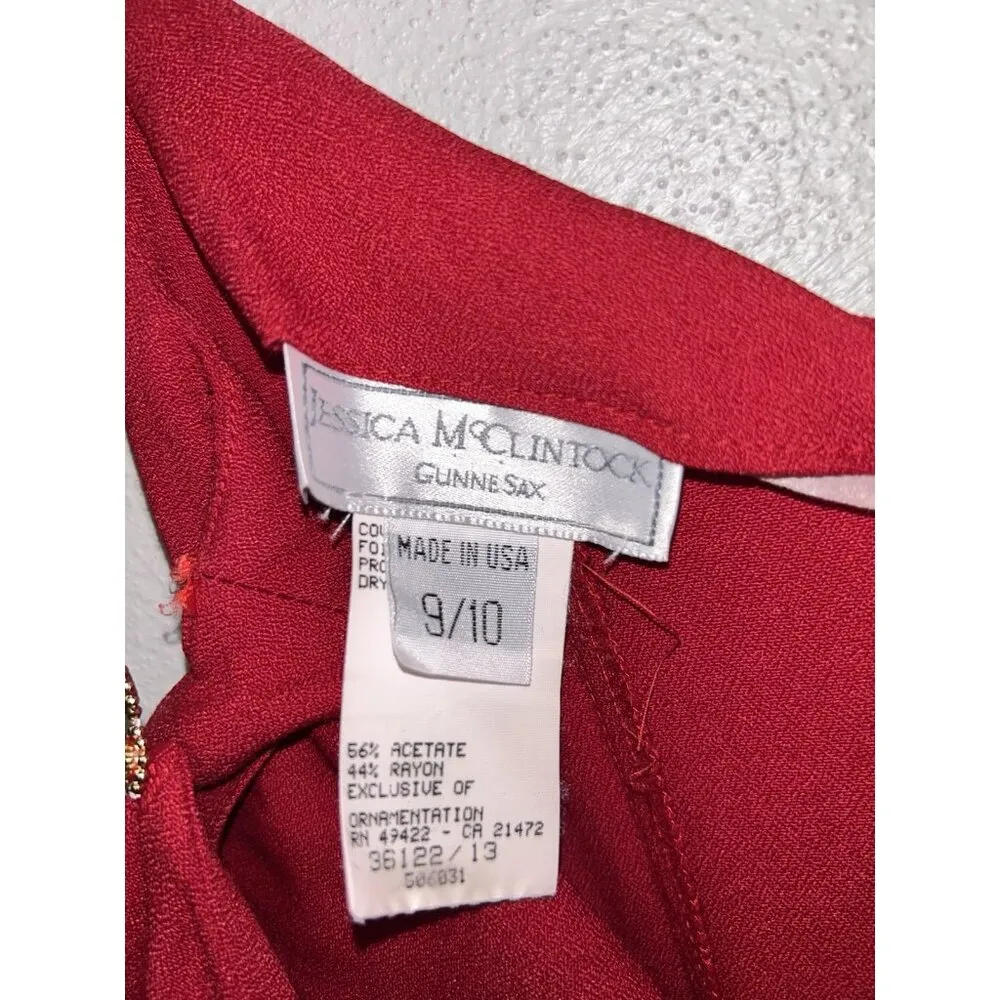 JESSICA McCLINTOCK
GUNNE SAX
MADE IN USA
9/10
56% ACETATE
44% RAYON
EXCLUSIVE OF
ORNAMENTATION
RN 49422 - CA 21472
36122/13
506031